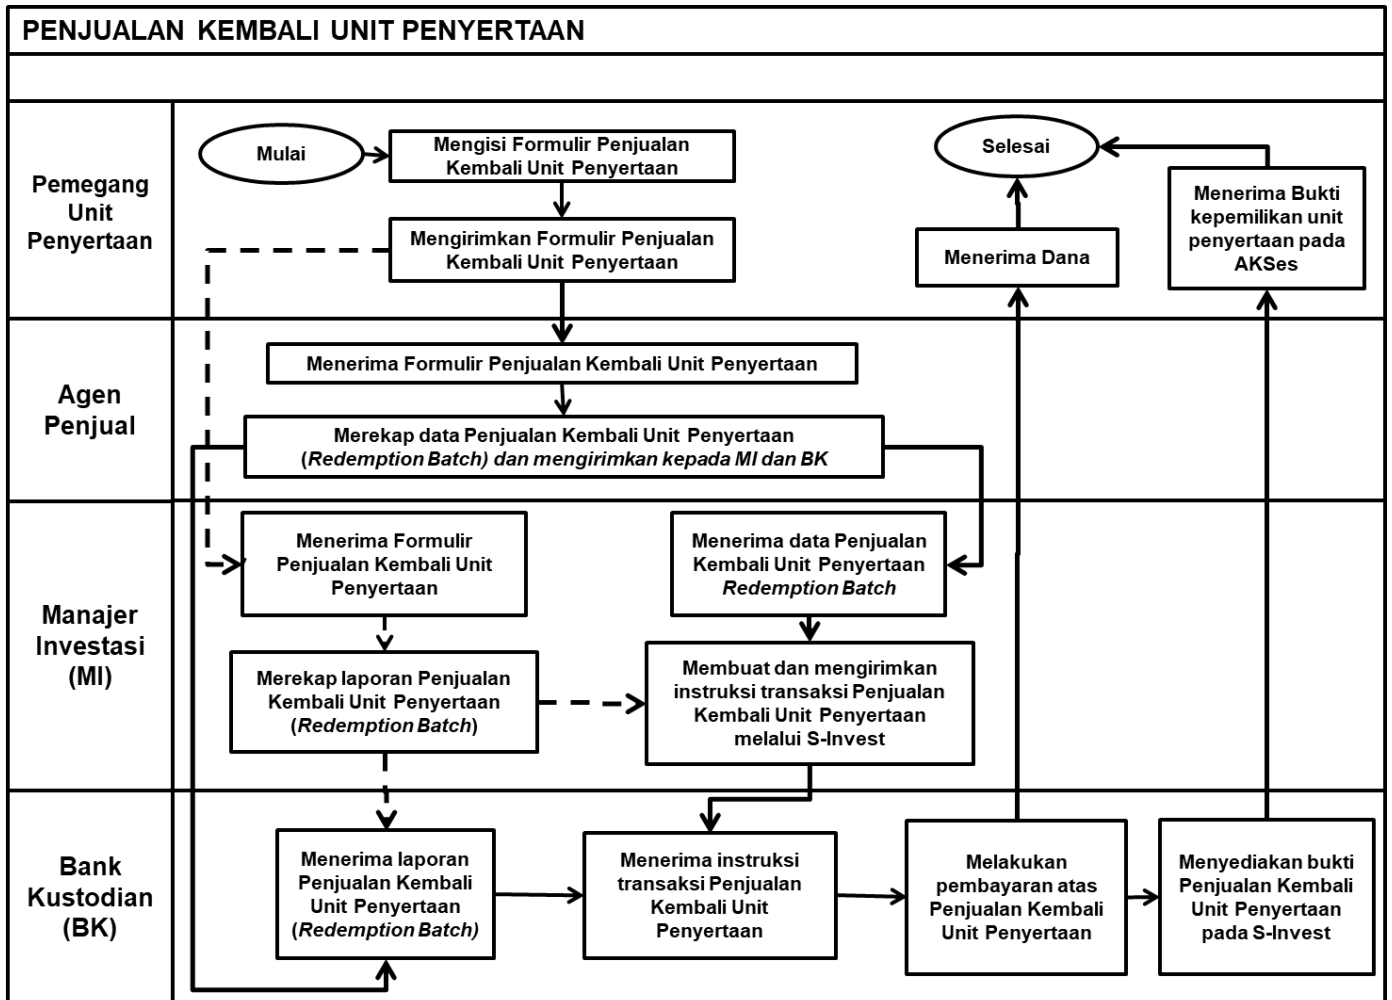 PENJUALAN KEMBALI UNIT PENYERTAAN
Pemegang
Unit
Penyertaan
Mulai
Mengisi Formulir Penjualan
Kembali Unit Penyertaan
Mengirimkan Formulir Penjualan
Kembali Unit Penyertaan
Selesai
Menerima Dana
Menerima Bukti
kepemilikan unit
penyertaan pada
AKSes
Agen
Penjual
Menerima Formulir Penjualan Kembali Unit Penyertaan
Merekap data Penjualan Kembali Unit Penyertaan
(Redemption Batch) dan mengirimkan kepada MI dan BK
Manajer
Investasi
(MI)
Menerima Formulir
Penjualan Kembali Unit
Penyertaan
Menerima data Penjualan
Kembali Unit Penyertaan
Redemption Batch
Merekap laporan Penjualan
Kembali Unit Penyertaan
(Redemption Batch)
Membuat dan mengirimkan
instruksi transaksi Penjualan
Kembali Unit Penyertaan
melalui S-Invest
Bank
Kustodian
(BK)
Menerima laporan
Penjualan Kembali
Unit Penyertaan
(Redemption Batch)
Menerima instruksi
transaksi Penjualan
Kembali Unit
Penyertaan
Melakukan
pembayaran atas
Penjualan Kembali
Unit Penyertaan
Menyediakan bukti
Penjualan Kembali
Unit Penyertaan
pada S-Invest